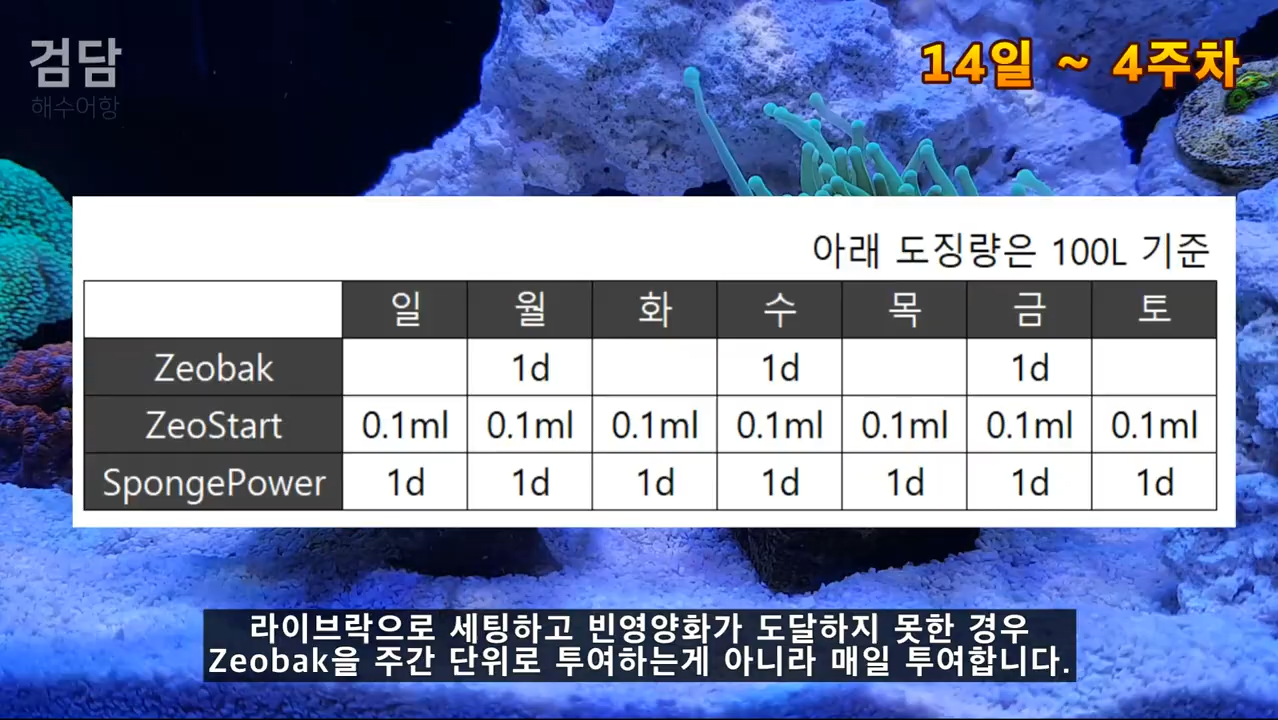 검담
해수어항
14일 ~ 4주차
아래 도징량은 100L 기준
일 월 화 수 목 금 토
Zeobak 1d 1d 1d
ZeoStart 0.1ml 0.1ml 0.1ml 0.1ml 0.1ml 0.1ml 0.1ml
SpongePower 1d 1d 1d 1d 1d 1d 1d
라이브락으로 세팅하고 빈영양화가 도달하지 못한 경우
Zeobak을 주간 단위로 투여하는게 아니라 매일 투여합니다.